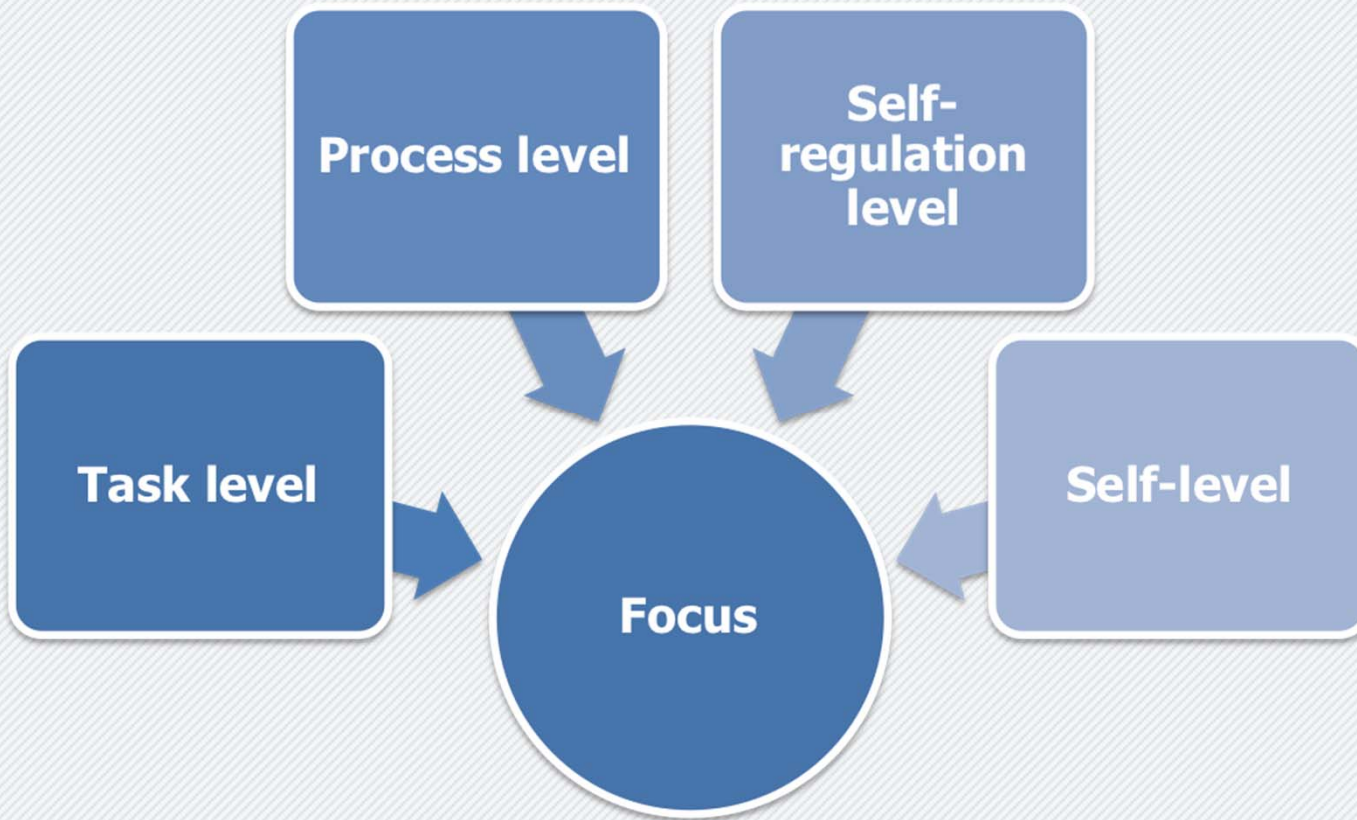 Process level
Self-
regulation
level
Task level
Self-level
Focus